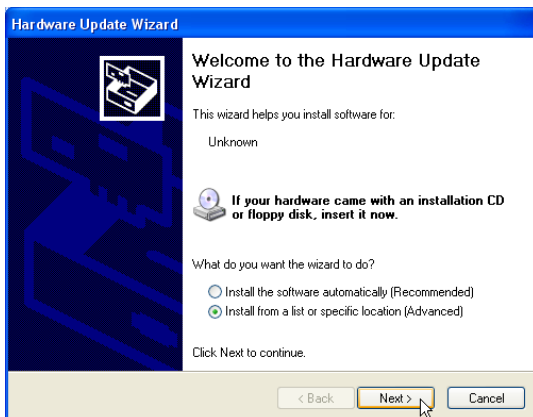 Hardware Update Wizard
Welcome to the Hardware Update
Wizard
This wizard helps you install software for:
Unknown
If your hardware came with an installation CD
or floppy disk, insert it now.
What do you want the wizard to do?
Install the software automatically (Recommended)
Install from a list or specific location (Advanced)
Click Next to continue.
< Back Next > Cancel